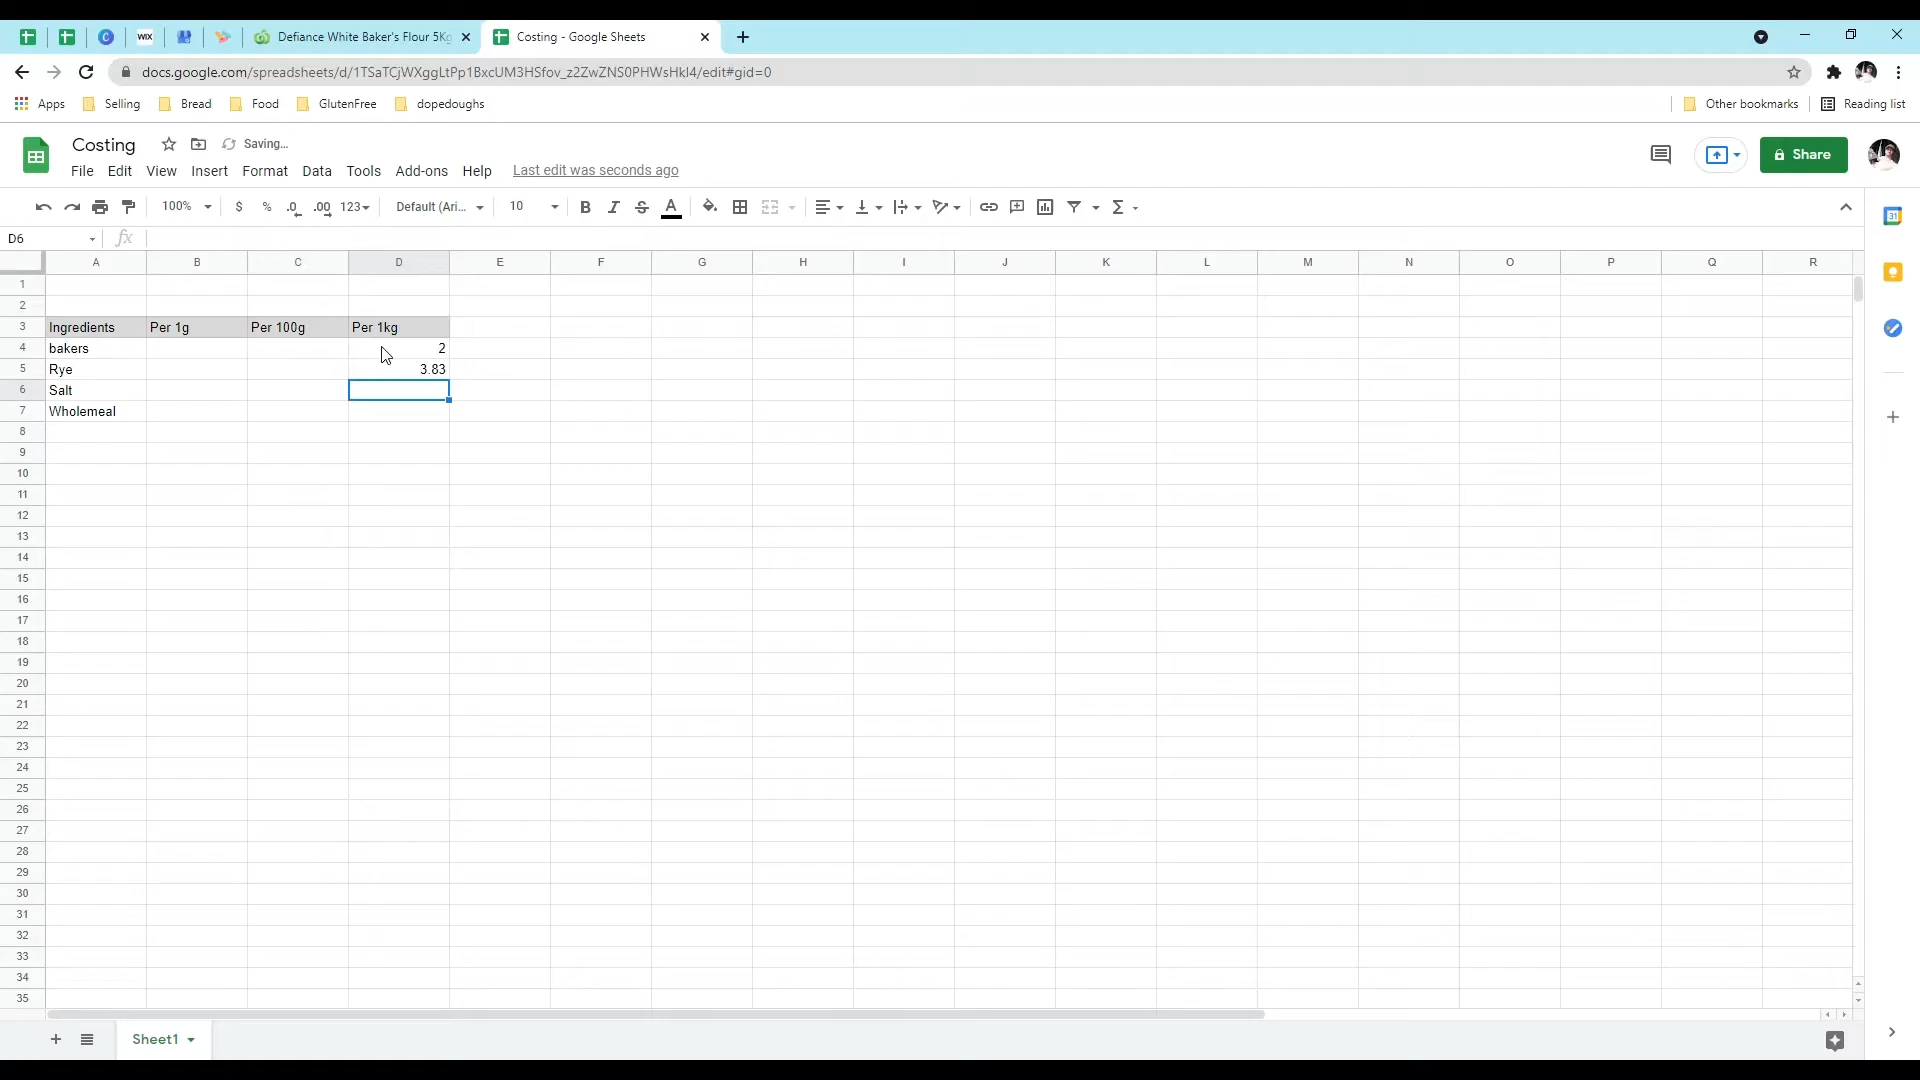 WIX Defiance White Baker's Flour 5Kg Costing - Google Sheets
docs.google.com/spreadsheets/d/1TSaTCjWXggLtPp1BxcUM3HSfov_z2ZwZNS0PHWsHkI4/edit#gid=0
Apps Selling Bread Food GlutenFree dopedoughs Other bookmarks Reading list
Costing Saving...
File Edit View Insert Format Data Tools Add-ons Help Last edit was seconds ago
Share
100% $ % .0 .00 123 Default (Ari... 10 B I S A Σ
31
D6 fx
A B C D E F G H I J K L M N O P Q R
1
2
3 Ingredients Per 1g Per 100g Per 1kg
4 bakers 2
5 Rye 3.83
6 Salt
7 Wholemeal
8
9
10
11
12
13
14
15
16
17
18
19
20
21
22
23
24
25
26
27
28
29
30
31
32
33
34
35
Sheet1